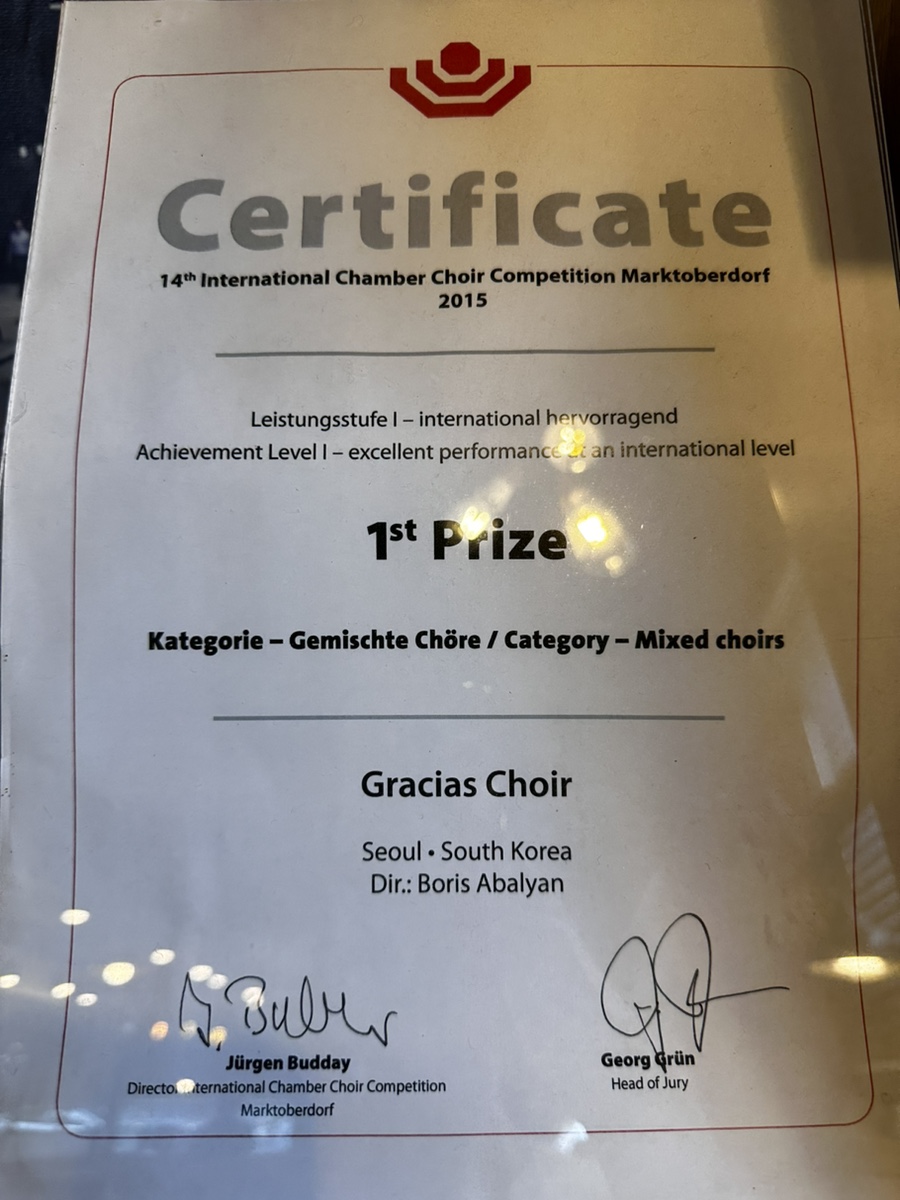 Certificate
14th International Chamber Choir Competition Marktoberdorf
2015
Leistungsstufe I – international hervorragend
Achievement Level I – excellent performance at an international level
1st Prize
Kategorie – Gemischte Chöre / Category – Mixed choirs
Gracias Choir
Seoul • South Korea
Dir.: Boris Abalyan
Jürgen Budday
Director International Chamber Choir Competition
Marktoberdorf
Georg Grün
Head of Jury